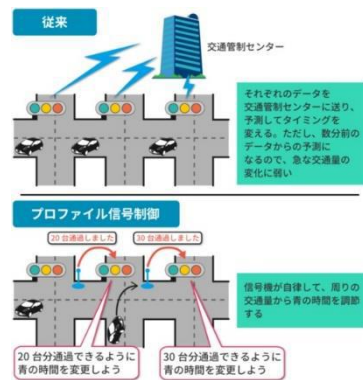 従来
交通管制センター
それぞれのデータを
交通管制センターに送り、
予測してタイミングを
変える。ただし、数分前の
データからの予測に
なるので、急な交通量の
変化に弱い
プロファイル信号制御
20台通過しました
30台通過しました
信号機が自律して、周りの
交通量から青の時間を調節
する
20台分通過できるように
青の時間を変更しよう
30台分通過できるように
青の時間を変更しよう